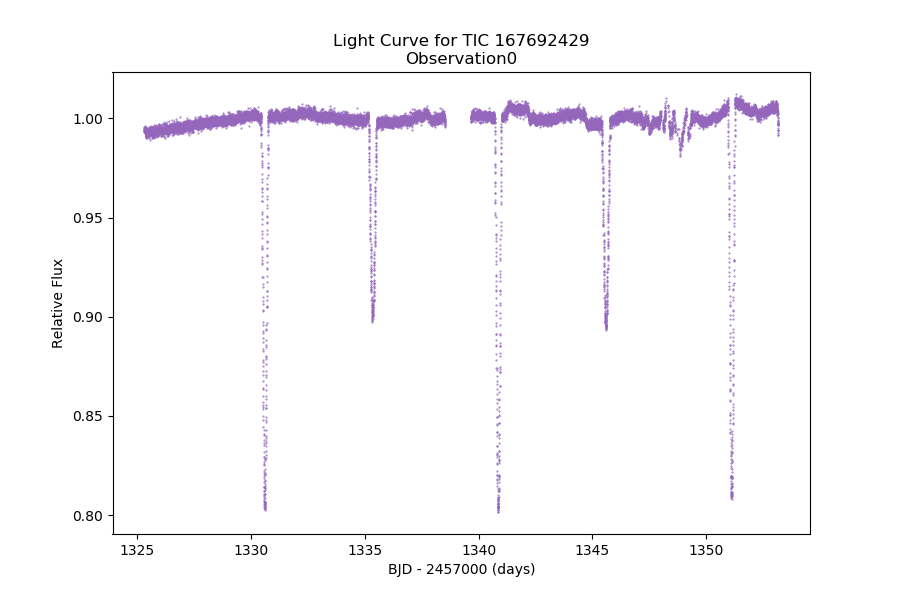 Light Curve for TIC 167692429
Observation0
1.00
0.95
0.90
0.85
0.80
Relative Flux
1325
1330
1335
1340
1345
1350
BJD - 2457000 (days)